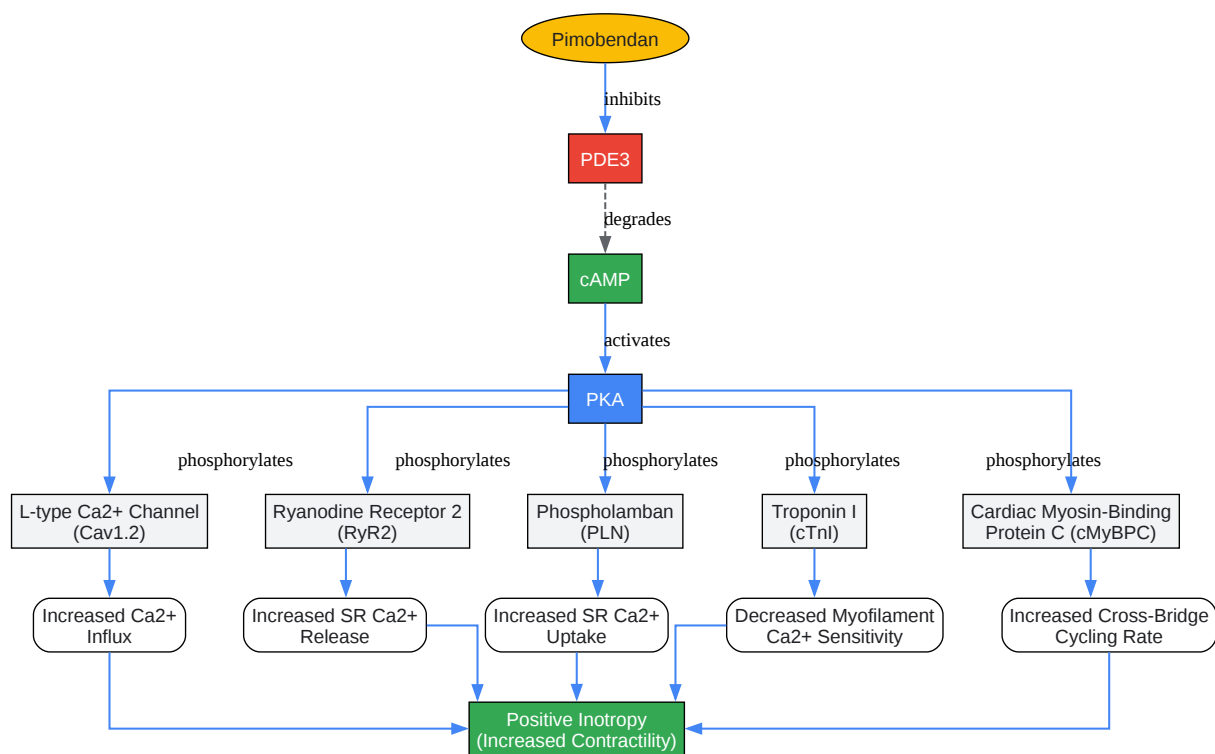 Pimobendan
inhibits
PDE3
degrades
cAMP
activates
PKA
phosphorylates
phosphorylates
phosphorylates
phosphorylates
phosphorylates
L-type Ca2+ Channel
(Cav1.2)
Ryanodine Receptor 2
(RyR2)
Phospholamban
(PLN)
Troponin I
(cTnI)
Cardiac Myosin-Binding
Protein C (cMyBPC)
Increased Ca2+
Influx
Increased SR Ca2+
Release
Increased SR Ca2+
Uptake
Decreased Myofilament
Ca2+ Sensitivity
Increased Cross-Bridge
Cycling Rate
Positive Inotropy
(Increased Contractility)